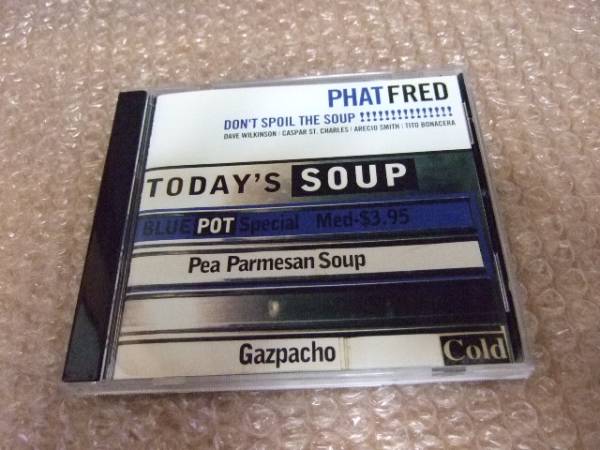 PHAT FRED
DON'T SPOIL THE SOUP !!!!!!!!!!!!!!!
DAVE WILKINSON | CASPAR ST. CHARLES | ARECIO SMITH | TITO BONACERA
TODAY'S SOUP
BLUE POT Special Med-$3.95
Pea Parmesan Soup
Gazpacho Cold